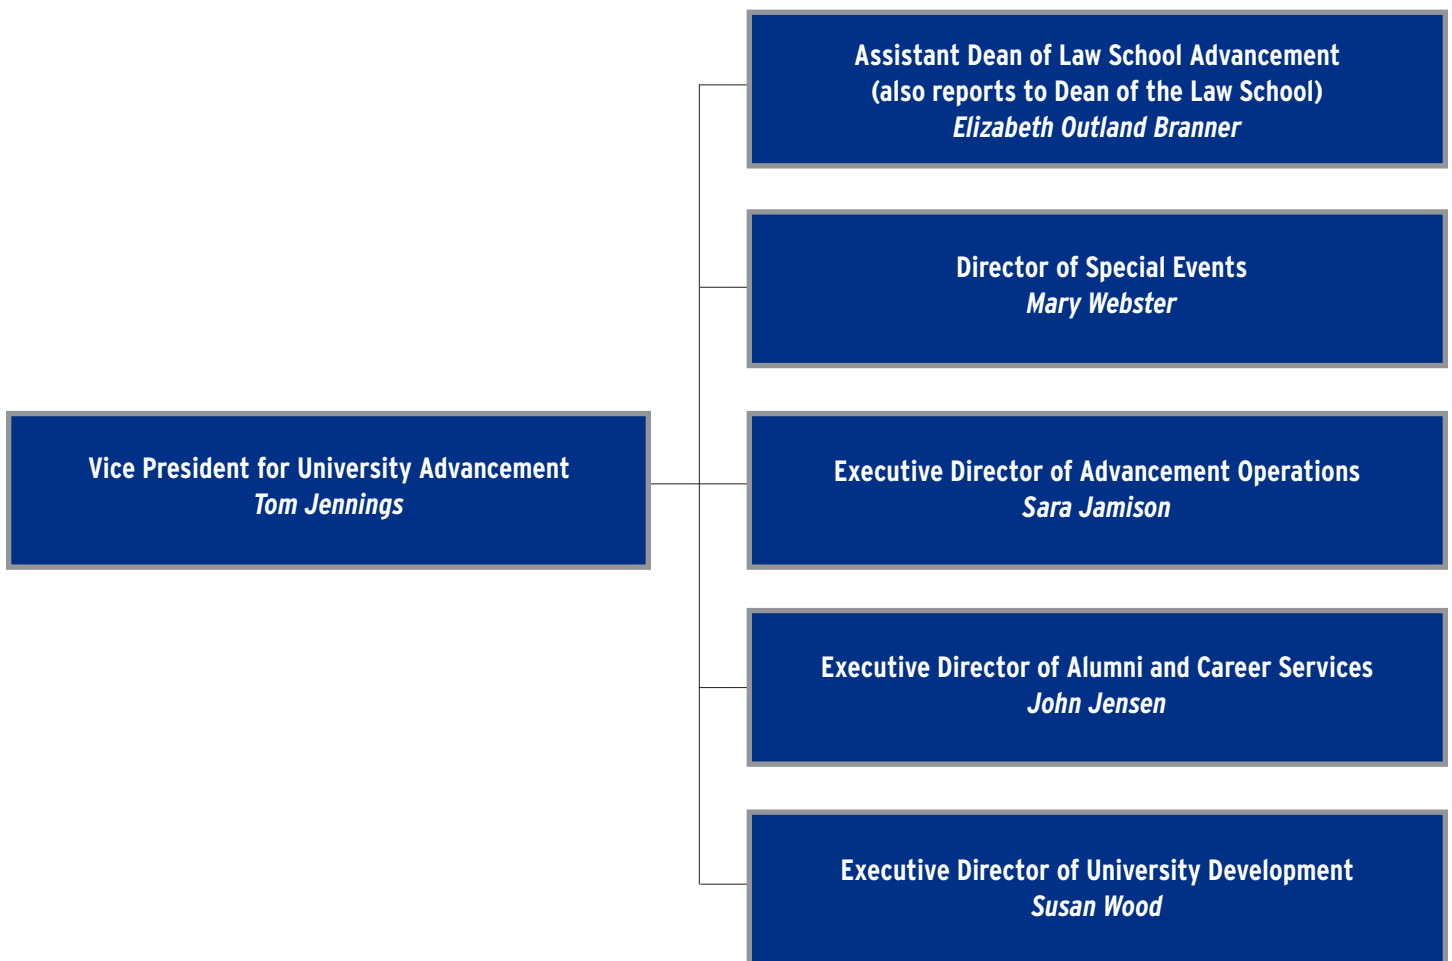 Assistant Dean of Law School Advancement
(also reports to Dean of the Law School)
Elizabeth Outland Branner
Director of Special Events
Mary Webster
Vice President for University Advancement
Tom Jennings
Executive Director of Advancement Operations
Sara Jamison
Executive Director of Alumni and Career Services
John Jensen
Executive Director of University Development
Susan Wood